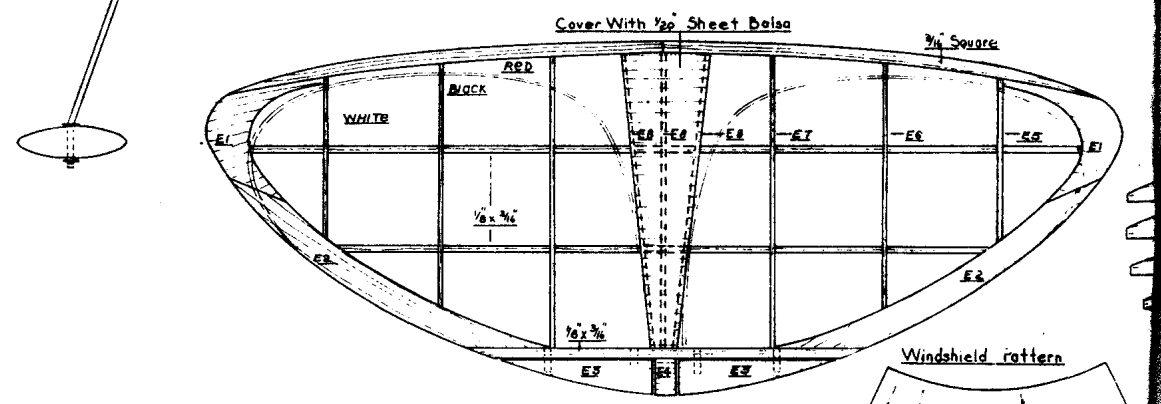 Cover With 1/20" Sheet Balsa
3/16" Square
RED
BLACK
WHITE
E1
E8
E8
E8
E7
E6
E5
E1
1/8" x 3/16"
E2
E2
1/8" x 3/16"
E3
E4
E3
Windshield Pattern